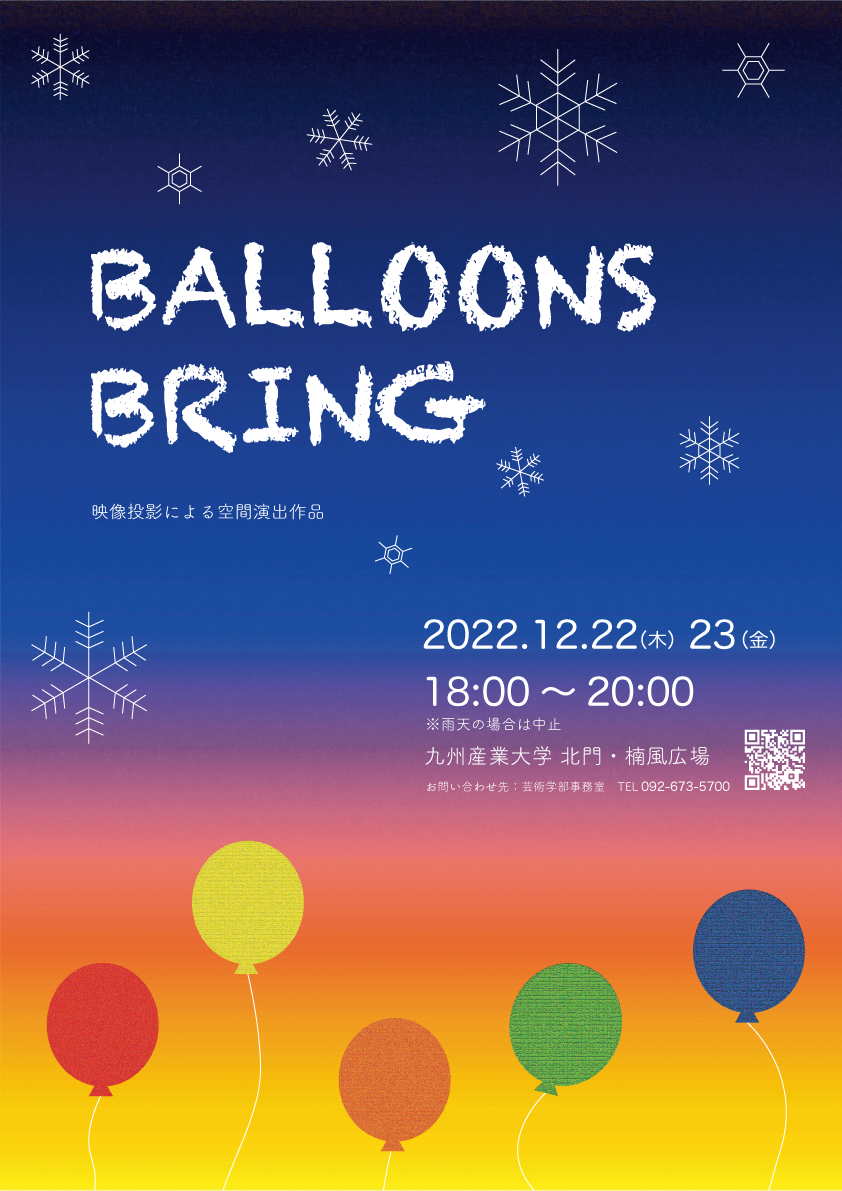 BALLOONS
BRING
映像投影による空間演出作品
2022.12.22(木) 23(金)
18:00 〜 20:00
※雨天の場合は中止
九州産業大学 北門・楠風広場
お問い合わせ先：芸術学部事務室　TEL 092-673-5700